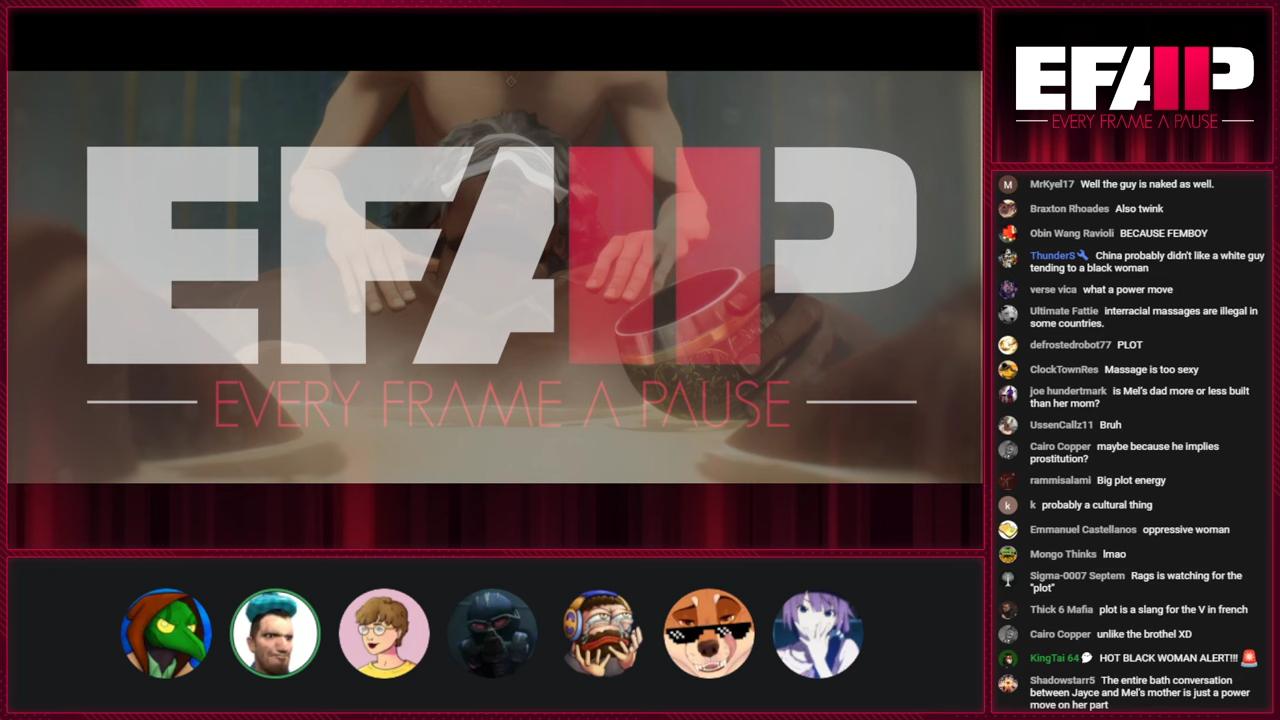 EFAP
EVERY FRAME A PAUSE
EFAP
EVERY FRAME A PAUSE
M MrKyel17 Well the guy is naked as well.
Braxton Rhoades Also twink
Obin Wang Ravioli BECAUSE FEMBOY
ThunderS China probably didn't like a white guy
tending to a black woman
verse vica what a power move
Ultimate Fattie interracial massages are illegal in
some countries.
defrostedrobot77 PLOT
ClockTownRes Massage is too sexy
joe hundertmark is Mel's dad more or less built
than her mom?
UssenCallz11 Bruh
Cairo Copper maybe because he implies
prostitution?
rammisalami Big plot energy
k k probably a cultural thing
Emmanuel Castellanos oppressive woman
Mongo Thinks lmao
Sigma-0007 Septem Rags is watching for the
"plot"
Thick 6 Mafia plot is a slang for the V in french
Cairo Copper unlike the brothel XD
KingTai 64 HOT BLACK WOMAN ALERT!!! 🚨
Shadowstarr5 The entire bath conversation
between Jayce and Mel's mother is just a power
move on her part